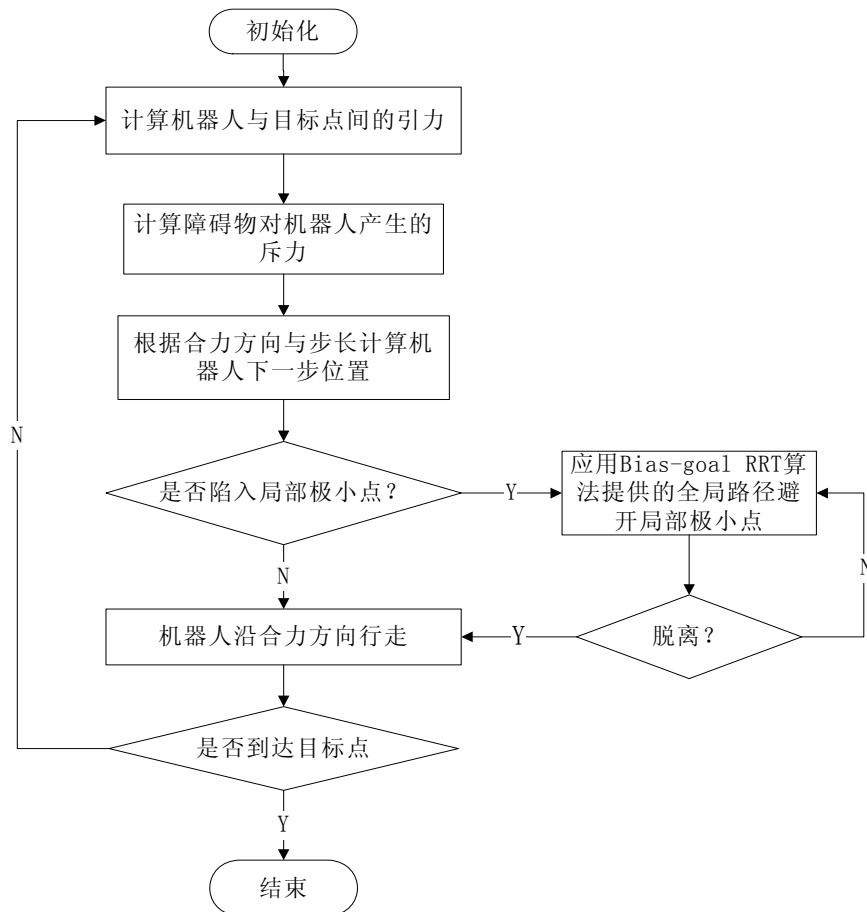 初始化
计算机器人与目标点间的引力
计算障碍物对机器人产生的
斥力
根据合力方向与步长计算机
器人下一步位置
是否陷入局部极小点?
Y
应用Bias-goal RRT算
法提供的全局路径避
开局部极小点
N
N
N
机器人沿合力方向行走
Y
脱离?
是否到达目标点
Y
结束